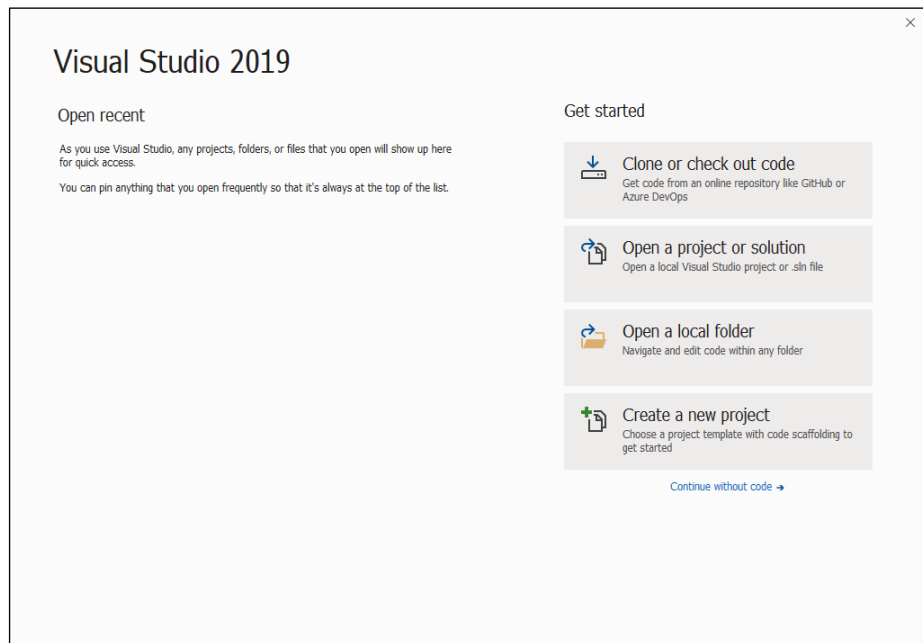 Visual Studio 2019
Open recent
As you use Visual Studio, any projects, folders, or files that you open will show up here
for quick access.
You can pin anything that you open frequently so that it's always at the top of the list.
Get started
Clone or check out code
Get code from an online repository like GitHub or
Azure DevOps
Open a project or solution
Open a local Visual Studio project or .sln file
Open a local folder
Navigate and edit code within any folder
Create a new project
Choose a project template with code scaffolding to
get started
Continue without code →